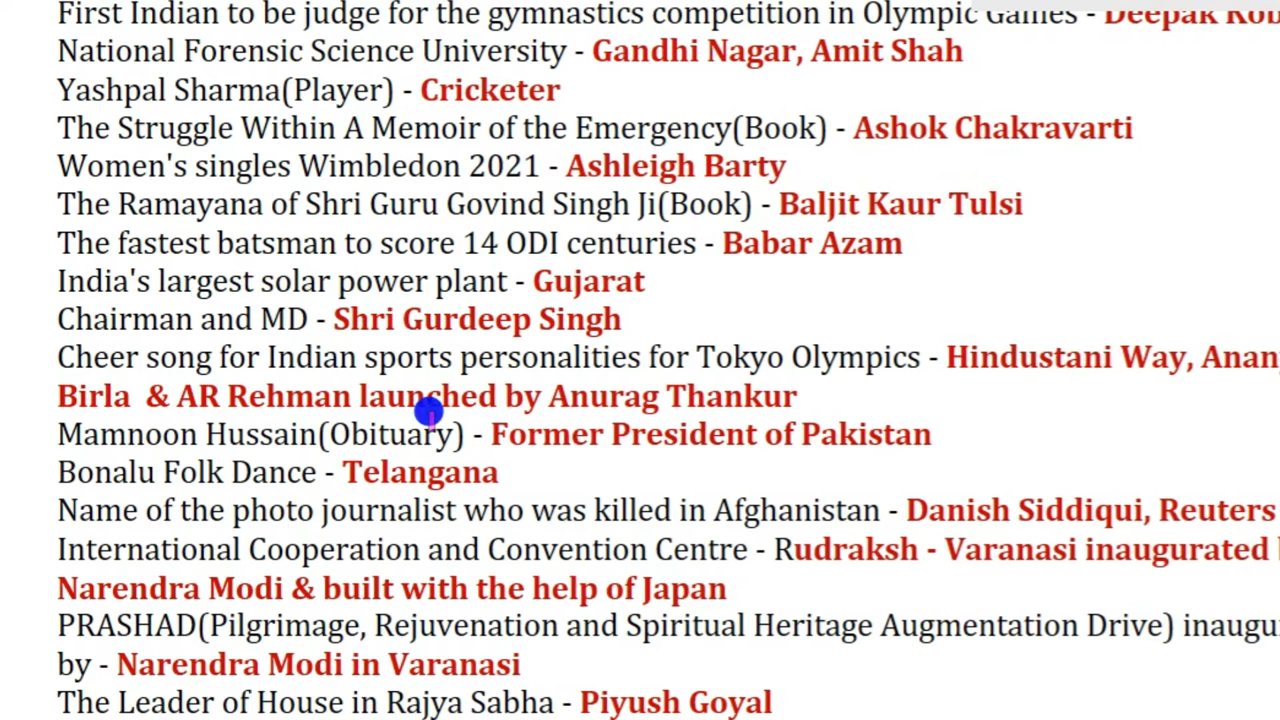 First Indian to be judge for the gymnastics competition in Olympic Games - Deepak
National Forensic Science University - Gandhi Nagar, Amit Shah
Yashpal Sharma(Player) - Cricketer
The Struggle Within A Memoir of the Emergency(Book) - Ashok Chakravarti
Women's singles Wimbledon 2021 - Ashleigh Barty
The Ramayana of Shri Guru Govind Singh Ji(Book) - Baljit Kaur Tulsi
The fastest batsman to score 14 ODI centuries - Babar Azam
India's largest solar power plant - Gujarat
Chairman and MD - Shri Gurdeep Singh
Cheer song for Indian sports personalities for Tokyo Olympics - Hindustani Way,
Birla & AR Rehman launched by Anurag Thankur
Mamnoon Hussain(Obituary) - Former President of Pakistan
Bonalu Folk Dance - Telangana
Name of the photo journalist who was killed in Afghanistan - Danish Siddiqui, Reuters
International Cooperation and Convention Centre - Rudraksh - Varanasi inaugurated
Narendra Modi & built with the help of Japan
PRASHAD(Pilgrimage, Rejuvenation and Spiritual Heritage Augmentation Drive)
by - Narendra Modi in Varanasi
The Leader of House in Rajya Sabha - Piyush Goyal